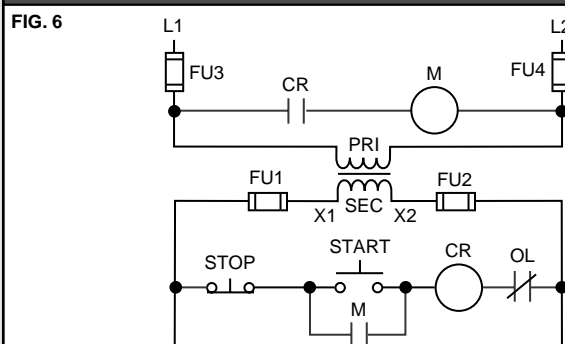 FIG. 6
L1
L2
FU3
CR
M
FU4
PRI
FU1
FU2
X1
SEC
X2
STOP
START
CR
OL
M